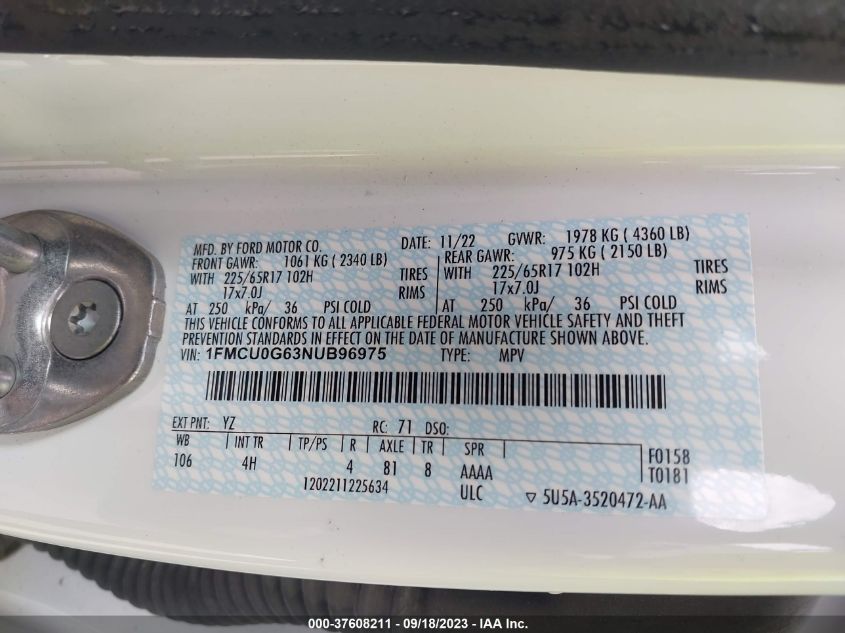 MFD. BY FORD MOTOR CO. DATE: 11/22 GVWR: 1978 KG ( 4360 LB)
FRONT GAWR: 1061 KG ( 2340 LB) REAR GAWR: 975 KG ( 2150 LB)
WITH 225/65R17 102H TIRES WITH 225/65R17 102H TIRES
17x7.0J RIMS 17x7.0J RIMS
AT 250 kPa/ 36 PSI COLD AT 250 kPa/ 36 PSI COLD
THIS VEHICLE CONFORMS TO ALL APPLICABLE FEDERAL MOTOR VEHICLE SAFETY AND THEFT
PREVENTION STANDARDS IN EFFECT ON THE DATE OF MANUFACTURE SHOWN ABOVE.
VIN: 1FMCU0G63NUB96975 TYPE: MPV
EXT PNT: YZ RC: 71 DSO:
WB INT TR TP/PS R AXLE TR SPR F0158
106 4H 4 81 8 AAAA T0181
1202211225634 ULC ▽ 5U5A-3520472-AA
000-37608211 - 09/18/2023 - IAA Inc.